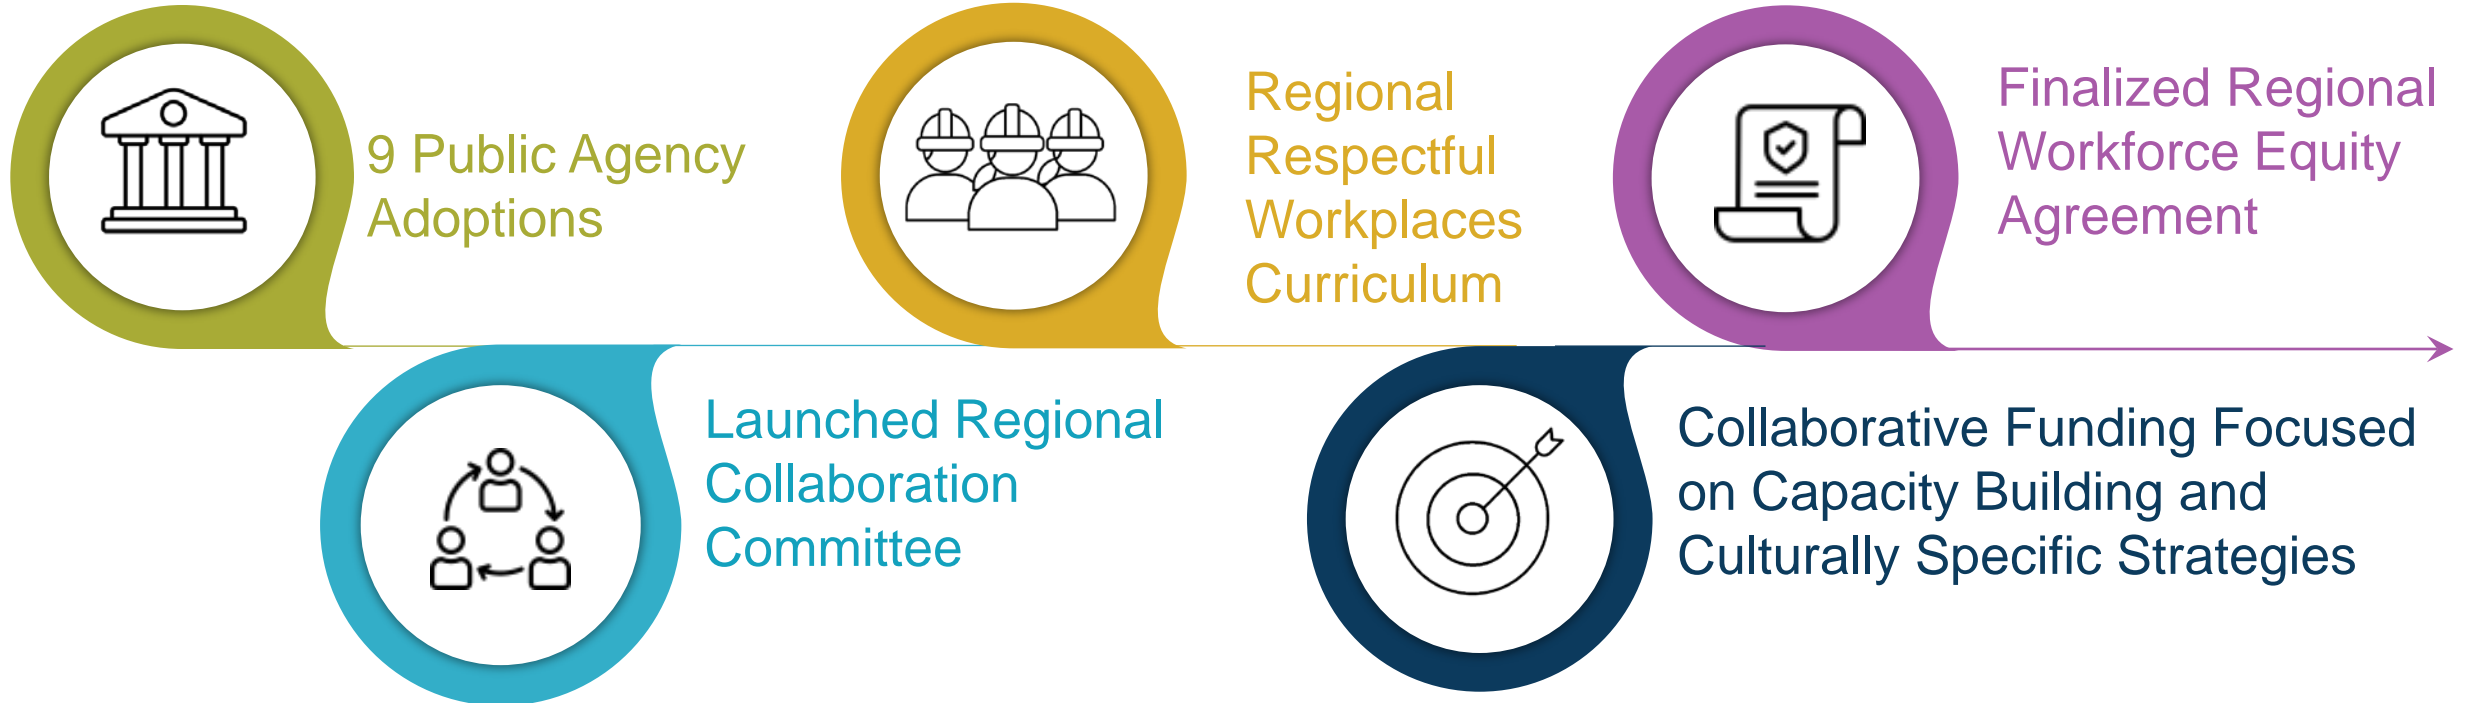 9 Public Agency
Adoptions
Launched Regional
Collaboration
Committee
Regional
Respectful
Workplaces
Curriculum
Collaborative Funding Focused
on Capacity Building and
Culturally Specific Strategies
Finalized Regional
Workforce Equity
Agreement